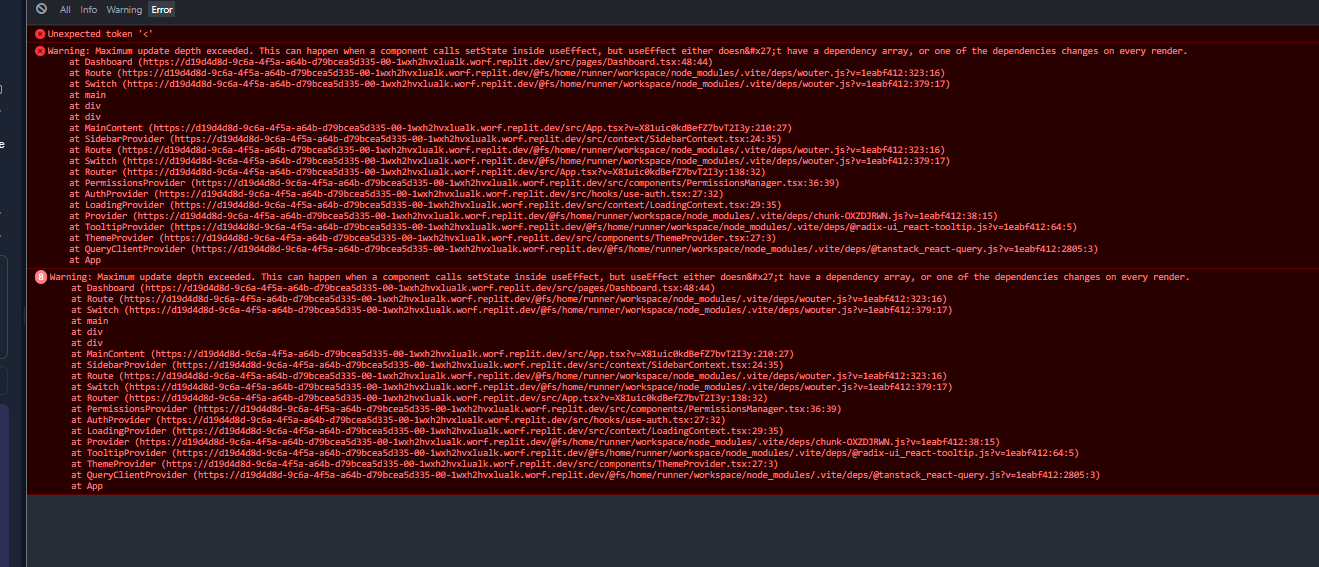 All Info Warning Error
Unexpected token '<'
Warning: Maximum update depth exceeded. This can happen when a component calls setState inside useEffect, but useEffect either doesn&#x27;t have a dependency array, or one of the dependencies changes on every render.
at Dashboard (https://d19d4d8d-9c6a-4f5a-a64b-d79bcea5d335-00-1wxh2hvxlualk.worf.replit.dev/src/pages/Dashboard.tsx:48:44)
at Route (https://d19d4d8d-9c6a-4f5a-a64b-d79bcea5d335-00-1wxh2hvxlualk.worf.replit.dev/@fs/home/runner/workspace/node_modules/.vite/deps/wouter.js?v=1eabf412:323:16)
at Switch (https://d19d4d8d-9c6a-4f5a-a64b-d79bcea5d335-00-1wxh2hvxlualk.worf.replit.dev/@fs/home/runner/workspace/node_modules/.vite/deps/wouter.js?v=1eabf412:379:17)
at main
at div
at div
at MainContent (https://d19d4d8d-9c6a-4f5a-a64b-d79bcea5d335-00-1wxh2hvxlualk.worf.replit.dev/src/App.tsx?v=X81uic0kdBefZ7bvT2I3y:210:27)
at SidebarProvider (https://d19d4d8d-9c6a-4f5a-a64b-d79bcea5d335-00-1wxh2hvxlualk.worf.replit.dev/src/context/SidebarContext.tsx:24:35)
at Route (https://d19d4d8d-9c6a-4f5a-a64b-d79bcea5d335-00-1wxh2hvxlualk.worf.replit.dev/@fs/home/runner/workspace/node_modules/.vite/deps/wouter.js?v=1eabf412:323:16)
at Switch (https://d19d4d8d-9c6a-4f5a-a64b-d79bcea5d335-00-1wxh2hvxlualk.worf.replit.dev/@fs/home/runner/workspace/node_modules/.vite/deps/wouter.js?v=1eabf412:379:17)
at Router (https://d19d4d8d-9c6a-4f5a-a64b-d79bcea5d335-00-1wxh2hvxlualk.worf.replit.dev/src/App.tsx?v=X81uic0kdBefZ7bvT2I3y:138:32)
at PermissionsProvider (https://d19d4d8d-9c6a-4f5a-a64b-d79bcea5d335-00-1wxh2hvxlualk.worf.replit.dev/src/components/PermissionsManager.tsx:36:39)
at AuthProvider (https://d19d4d8d-9c6a-4f5a-a64b-d79bcea5d335-00-1wxh2hvxlualk.worf.replit.dev/src/hooks/use-auth.tsx:27:32)
at LoadingProvider (https://d19d4d8d-9c6a-4f5a-a64b-d79bcea5d335-00-1wxh2hvxlualk.worf.replit.dev/src/context/LoadingContext.tsx:29:35)
at Provider (https://d19d4d8d-9c6a-4f5a-a64b-d79bcea5d335-00-1wxh2hvxlualk.worf.replit.dev/@fs/home/runner/workspace/node_modules/.vite/deps/chunk-OXZDJRWN.js?v=1eabf412:38:15)
at TooltipProvider (https://d19d4d8d-9c6a-4f5a-a64b-d79bcea5d335-00-1wxh2hvxlualk.worf.replit.dev/@fs/home/runner/workspace/node_modules/.vite/deps/@radix-ui_react-tooltip.js?v=1eabf412:64:5)
at ThemeProvider (https://d19d4d8d-9c6a-4f5a-a64b-d79bcea5d335-00-1wxh2hvxlualk.worf.replit.dev/src/components/ThemeProvider.tsx:27:3)
at QueryClientProvider (https://d19d4d8d-9c6a-4f5a-a64b-d79bcea5d335-00-1wxh2hvxlualk.worf.replit.dev/@fs/home/runner/workspace/node_modules/.vite/deps/@tanstack_react-query.js?v=1eabf412:2805:3)
at App
8 Warning: Maximum update depth exceeded. This can happen when a component calls setState inside useEffect, but useEffect either doesn&#x27;t have a dependency array, or one of the dependencies changes on every render.
at Dashboard (https://d19d4d8d-9c6a-4f5a-a64b-d79bcea5d335-00-1wxh2hvxlualk.worf.replit.dev/src/pages/Dashboard.tsx:48:44)
at Route (https://d19d4d8d-9c6a-4f5a-a64b-d79bcea5d335-00-1wxh2hvxlualk.worf.replit.dev/@fs/home/runner/workspace/node_modules/.vite/deps/wouter.js?v=1eabf412:323:16)
at Switch (https://d19d4d8d-9c6a-4f5a-a64b-d79bcea5d335-00-1wxh2hvxlualk.worf.replit.dev/@fs/home/runner/workspace/node_modules/.vite/deps/wouter.js?v=1eabf412:379:17)
at main
at div
at div
at MainContent (https://d19d4d8d-9c6a-4f5a-a64b-d79bcea5d335-00-1wxh2hvxlualk.worf.replit.dev/src/App.tsx?v=X81uic0kdBefZ7bvT2I3y:210:27)
at SidebarProvider (https://d19d4d8d-9c6a-4f5a-a64b-d79bcea5d335-00-1wxh2hvxlualk.worf.replit.dev/src/context/SidebarContext.tsx:24:35)
at Route (https://d19d4d8d-9c6a-4f5a-a64b-d79bcea5d335-00-1wxh2hvxlualk.worf.replit.dev/@fs/home/runner/workspace/node_modules/.vite/deps/wouter.js?v=1eabf412:323:16)
at Switch (https://d19d4d8d-9c6a-4f5a-a64b-d79bcea5d335-00-1wxh2hvxlualk.worf.replit.dev/@fs/home/runner/workspace/node_modules/.vite/deps/wouter.js?v=1eabf412:379:17)
at Router (https://d19d4d8d-9c6a-4f5a-a64b-d79bcea5d335-00-1wxh2hvxlualk.worf.replit.dev/src/App.tsx?v=X81uic0kdBefZ7bvT2I3y:138:32)
at PermissionsProvider (https://d19d4d8d-9c6a-4f5a-a64b-d79bcea5d335-00-1wxh2hvxlualk.worf.replit.dev/src/components/PermissionsManager.tsx:36:39)
at AuthProvider (https://d19d4d8d-9c6a-4f5a-a64b-d79bcea5d335-00-1wxh2hvxlualk.worf.replit.dev/src/hooks/use-auth.tsx:27:32)
at LoadingProvider (https://d19d4d8d-9c6a-4f5a-a64b-d79bcea5d335-00-1wxh2hvxlualk.worf.replit.dev/src/context/LoadingContext.tsx:29:35)
at Provider (https://d19d4d8d-9c6a-4f5a-a64b-d79bcea5d335-00-1wxh2hvxlualk.worf.replit.dev/@fs/home/runner/workspace/node_modules/.vite/deps/chunk-OXZDJRWN.js?v=1eabf412:38:15)
at TooltipProvider (https://d19d4d8d-9c6a-4f5a-a64b-d79bcea5d335-00-1wxh2hvxlualk.worf.replit.dev/@fs/home/runner/workspace/node_modules/.vite/deps/@radix-ui_react-tooltip.js?v=1eabf412:64:5)
at ThemeProvider (https://d19d4d8d-9c6a-4f5a-a64b-d79bcea5d335-00-1wxh2hvxlualk.worf.replit.dev/src/components/ThemeProvider.tsx:27:3)
at QueryClientProvider (https://d19d4d8d-9c6a-4f5a-a64b-d79bcea5d335-00-1wxh2hvxlualk.worf.replit.dev/@fs/home/runner/workspace/node_modules/.vite/deps/@tanstack_react-query.js?v=1eabf412:2805:3)
at App